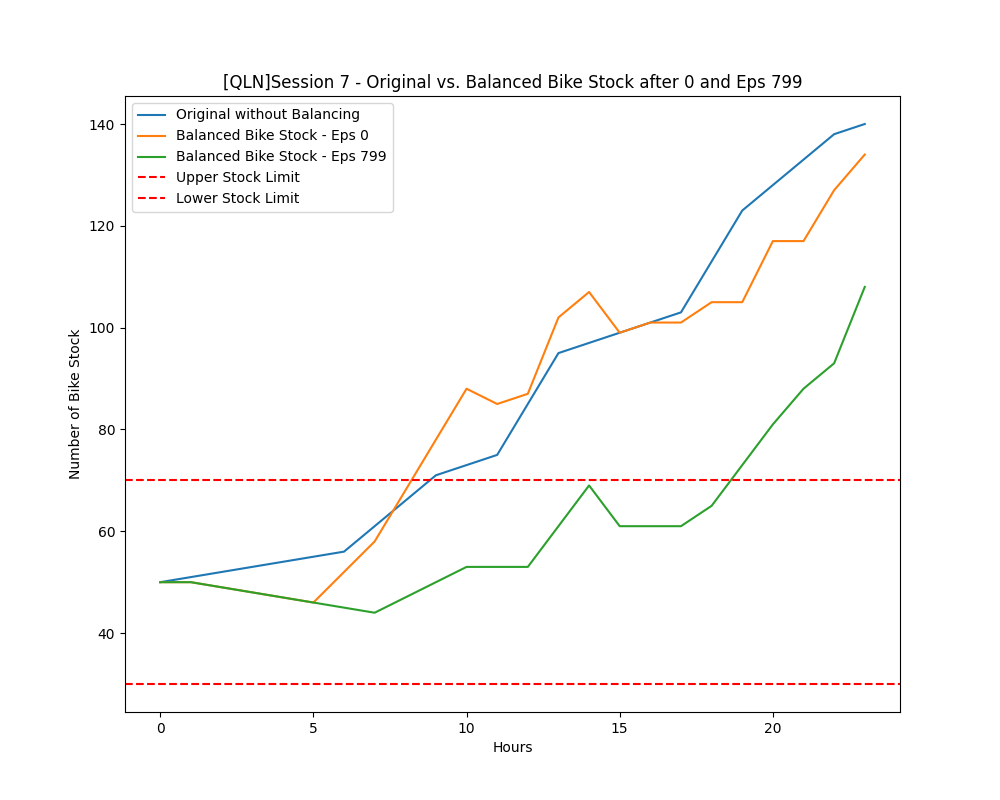 [QLN]Session 7 - Original vs. Balanced Bike Stock after 0 and Eps 799
Original without Balancing
Balanced Bike Stock - Eps 0
Balanced Bike Stock - Eps 799
Upper Stock Limit
Lower Stock Limit
140
120
100
80
60
40
Number of Bike Stock
0 5 10 15 20
Hours